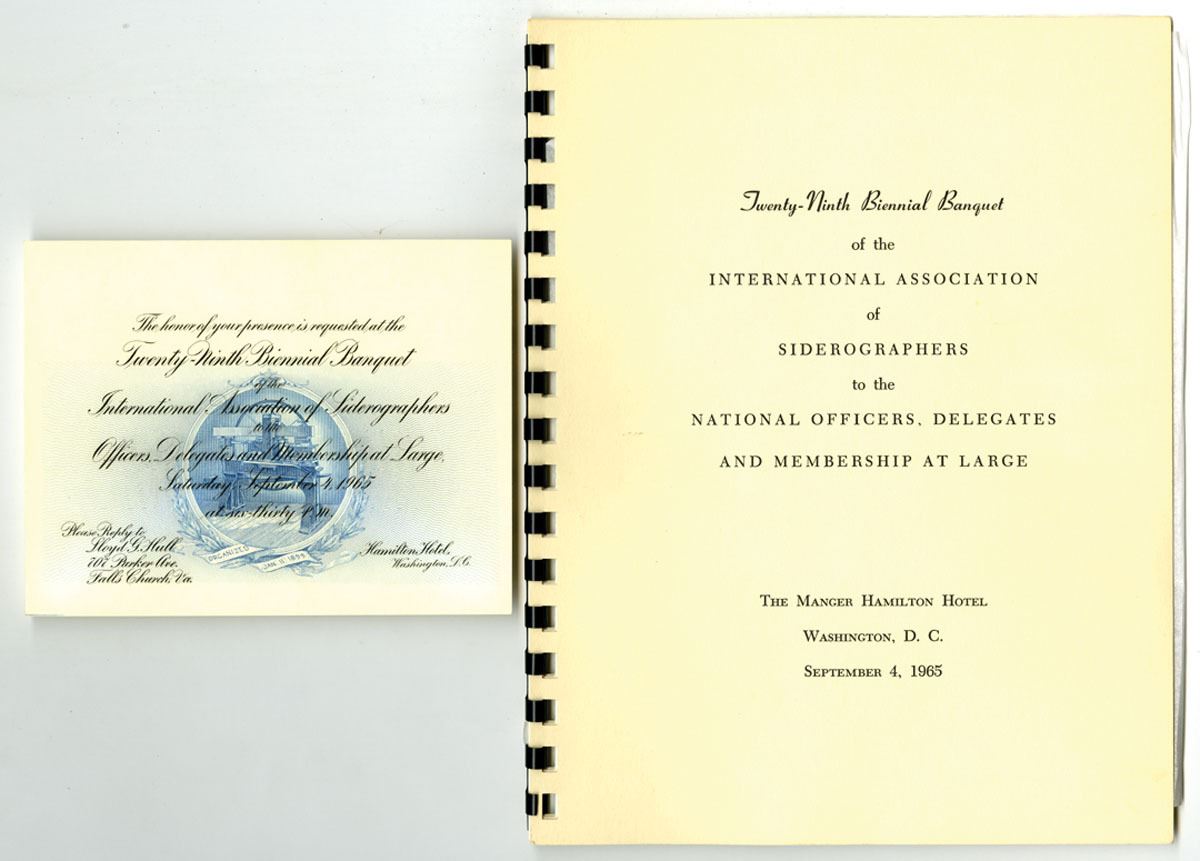 The honor of your presence is requested at the
Twenty-Ninth Biennial Banquet
of the
International Association of Siderographers
to the
Officers, Delegates and Membership at Large,
Saturday, September 4, 1965
at six-thirty P.M.
Please Reply to
Lloyd G. Hull
707 Parker Ave.
Falls Church, Va.
Hamilton Hotel,
Washington, D.C.
ORGANIZED
JAN. 11 1899
Twenty-Ninth Biennial Banquet
of the
INTERNATIONAL ASSOCIATION
of
SIDEROGRAPHERS
to the
NATIONAL OFFICERS, DELEGATES
AND MEMBERSHIP AT LARGE
The Manger Hamilton Hotel
Washington, D. C.
September 4, 1965